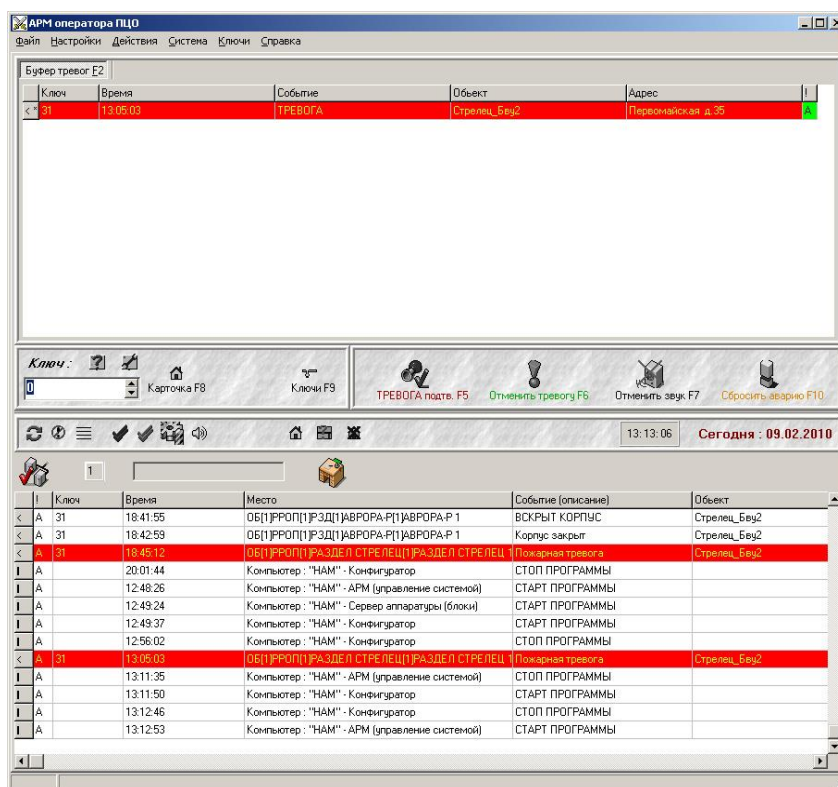 АРМ оператора ПЦО
Файл Настройки Действия Система Ключи Справка
Буфер тревог F2
Ключ Время Событие Обьект Адрес !
< * 31 13:05:03 ТРЕВОГА Стрелец_Бву2 Первомайская д.35 А
Ключ :
0
Карточка F8 Ключи F9 ТРЕВОГА подтв. F5 Отменить тревогу F6 Отменить звук F7 Сбросить аварию F10
13:13:06 Сегодня : 09.02.2010
1
! Ключ Время Место Событие (описание) Обьект
< А 31 18:41:55 ОБ[1]РРОП[1]РЗД[1]АВРОРА-Р[1]АВРОРА-Р 1 ВСКРЫТ КОРПУС Стрелец_Бву2
< А 31 18:42:59 ОБ[1]РРОП[1]РЗД[1]АВРОРА-Р[1]АВРОРА-Р 1 Корпус закрыт Стрелец_Бву2
< А 31 18:45:12 ОБ[1]РРОП[1]РАЗДЕЛ СТРЕЛЕЦ[1]РАЗДЕЛ СТРЕЛЕЦ 1 Пожарная тревога Стрелец_Бву2
I А 20:01:44 Компьютер : "НАМ" - Конфигуратор СТОП ПРОГРАММЫ
I А 12:48:26 Компьютер : "НАМ" - АРМ (управление системой) СТАРТ ПРОГРАММЫ
I А 12:49:24 Компьютер : "НАМ" - Сервер аппаратуры (блоки) СТАРТ ПРОГРАММЫ
I А 12:49:37 Компьютер : "НАМ" - Конфигуратор СТАРТ ПРОГРАММЫ
I А 12:56:02 Компьютер : "НАМ" - Конфигуратор СТОП ПРОГРАММЫ
< А 31 13:05:03 ОБ[1]РРОП[1]РАЗДЕЛ СТРЕЛЕЦ[1]РАЗДЕЛ СТРЕЛЕЦ 1 Пожарная тревога Стрелец_Бву2
I А 13:11:35 Компьютер : "НАМ" - АРМ (управление системой) СТОП ПРОГРАММЫ
I А 13:11:50 Компьютер : "НАМ" - Конфигуратор СТАРТ ПРОГРАММЫ
I А 13:12:46 Компьютер : "НАМ" - Конфигуратор СТОП ПРОГРАММЫ
I А 13:12:53 Компьютер : "НАМ" - АРМ (управление системой) СТАРТ ПРОГРАММЫ